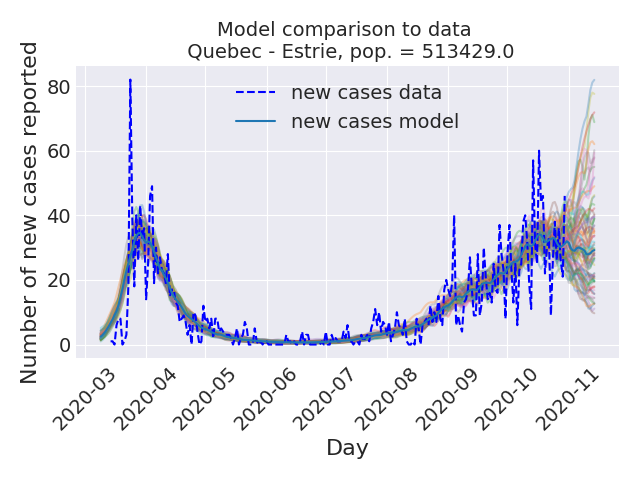 Model comparison to data
Quebec - Estrie, pop. = 513429.0
Number of new cases reported
80
60
40
20
0
new cases data
new cases model
2020-03
2020-04
2020-05
2020-06
2020-07
2020-08
2020-09
2020-10
2020-11
Day